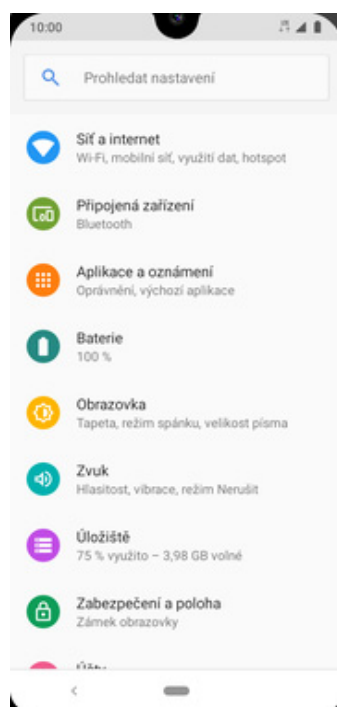 10:00
Prohledat nastavení
Síť a internet
Wi-Fi, mobilní síť, využití dat, hotspot
Připojená zařízení
Bluetooth
Aplikace a oznámení
Oprávnění, výchozí aplikace
Baterie
100 %
Obrazovka
Tapeta, režim spánku, velikost písma
Zvuk
Hlasitost, vibrace, režim Nerušit
Úložiště
75 % využito – 3,98 GB volné
Zabezpečení a poloha
Zámek obrazovky